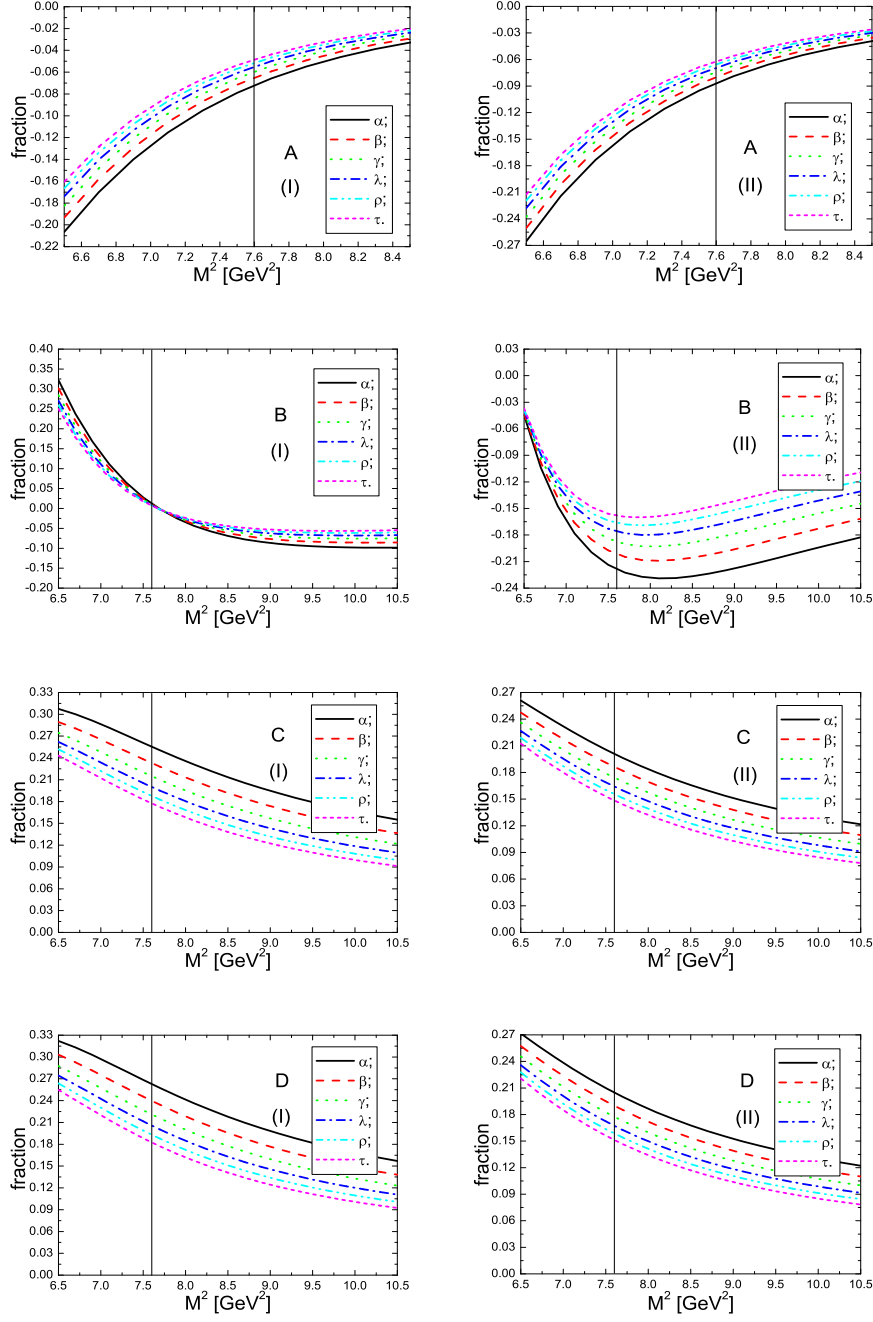 0.00
-0.02
-0.04
-0.06
-0.08
-0.10
-0.12
-0.14
-0.16
-0.18
-0.20
-0.22
fraction
6.6 6.8 7.0 7.2 7.4 7.6 7.8 8.0 8.2 8.4
M² [GeV²]
A
(I)
α;
β;
γ;
λ;
ρ;
τ.
0.00
-0.03
-0.06
-0.09
-0.12
-0.15
-0.18
-0.21
-0.24
-0.27
fraction
6.6 6.8 7.0 7.2 7.4 7.6 7.8 8.0 8.2 8.4
M² [GeV²]
A
(II)
α;
β;
γ;
λ;
ρ;
τ.
0.40
0.35
0.30
0.25
0.20
0.15
0.10
0.05
0.00
-0.05
-0.10
-0.15
-0.20
fraction
6.5 7.0 7.5 8.0 8.5 9.0 9.5 10.0 10.5
M² [GeV²]
B
(I)
α;
β;
γ;
λ;
ρ;
τ.
0.03
0.00
-0.03
-0.06
-0.09
-0.12
-0.15
-0.18
-0.21
-0.24
fraction
6.5 7.0 7.5 8.0 8.5 9.0 9.5 10.0 10.5
M² [GeV²]
B
(II)
α;
β;
γ;
λ;
ρ;
τ.
0.33
0.30
0.27
0.24
0.21
0.18
0.15
0.12
0.09
0.06
0.03
0.00
fraction
6.5 7.0 7.5 8.0 8.5 9.0 9.5 10.0 10.5
M² [GeV²]
C
(I)
α;
β;
γ;
λ;
ρ;
τ.
0.27
0.24
0.21
0.18
0.15
0.12
0.09
0.06
0.03
0.00
fraction
6.5 7.0 7.5 8.0 8.5 9.0 9.5 10.0 10.5
M² [GeV²]
C
(II)
α;
β;
γ;
λ;
ρ;
τ.
0.33
0.30
0.27
0.24
0.21
0.18
0.15
0.12
0.09
0.06
0.03
0.00
fraction
6.5 7.0 7.5 8.0 8.5 9.0 9.5 10.0 10.5
M² [GeV²]
D
(I)
α;
β;
γ;
λ;
ρ;
τ.
0.27
0.24
0.21
0.18
0.15
0.12
0.09
0.06
0.03
0.00
fraction
6.5 7.0 7.5 8.0 8.5 9.0 9.5 10.0 10.5
M² [GeV²]
D
(II)
α;
β;
γ;
λ;
ρ;
τ.